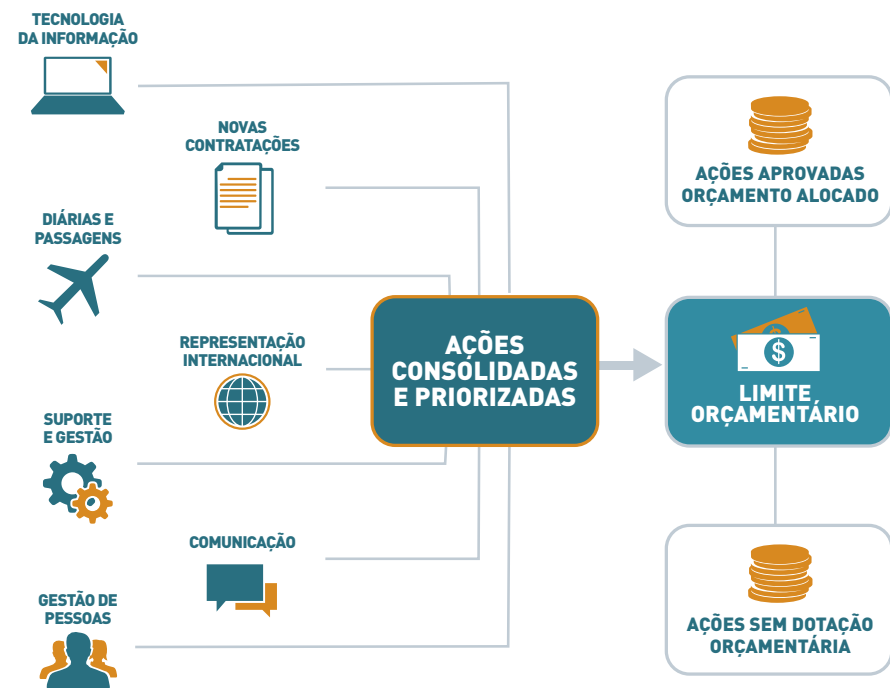 TECNOLOGIA
DA INFORMAÇÃO
NOVAS
CONTRATAÇÕES
DIÁRIAS E
PASSAGENS
REPRESENTAÇÃO
INTERNACIONAL
SUPORTE
E GESTÃO
COMUNICAÇÃO
GESTÃO DE
PESSOAS
AÇÕES
CONSOLIDADAS
E PRIORIZADAS
AÇÕES APROVADAS
ORÇAMENTO ALOCADO
$
LIMITE
ORÇAMENTÁRIO
AÇÕES SEM DOTAÇÃO
ORÇAMENTÁRIA